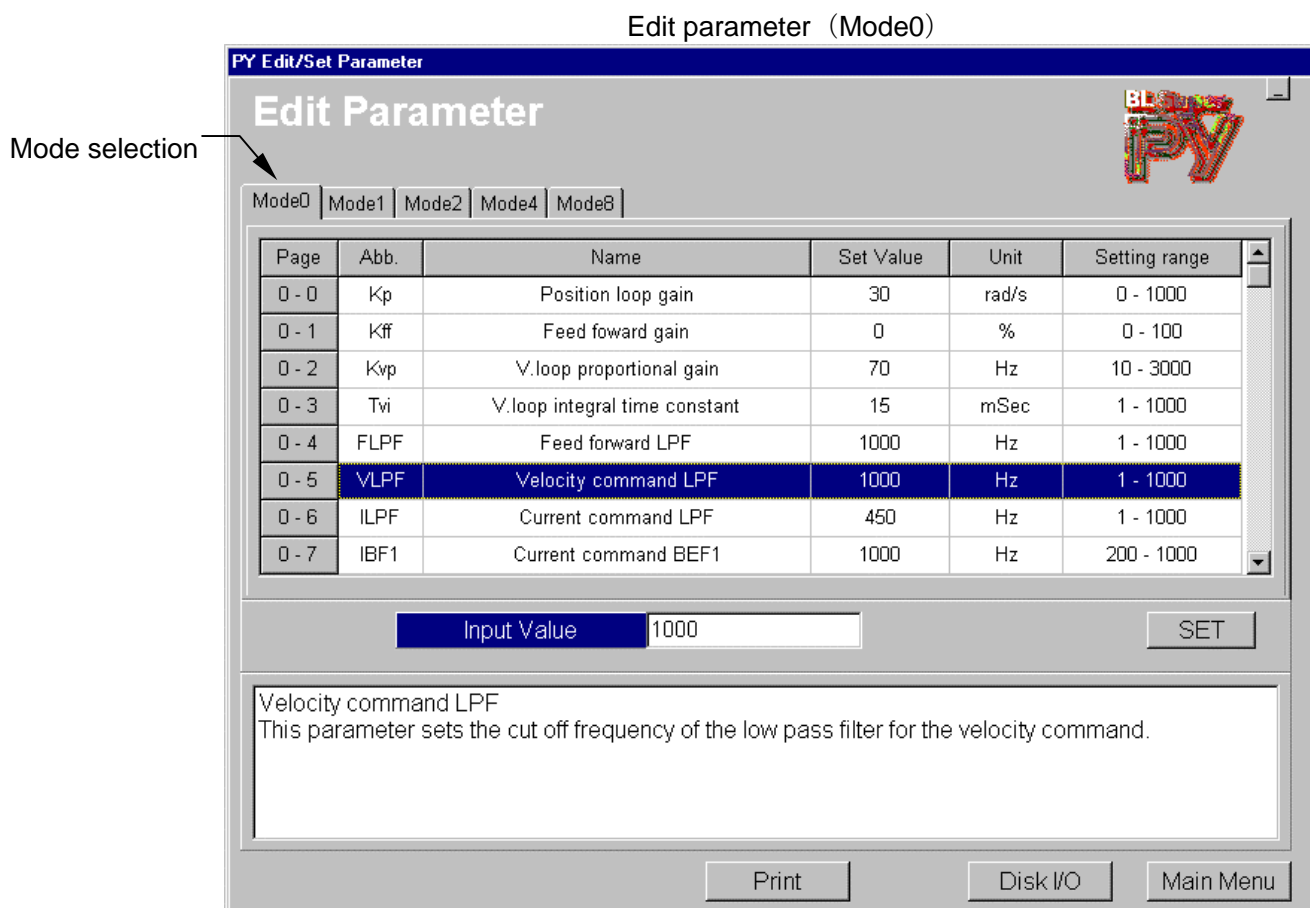 Edit parameter（Mode0）
PY Edit/Set Parameter
Edit Parameter
BL Super
PY
Mode selection
Mode0 Mode1 Mode2 Mode4 Mode8
Page Abb. Name Set Value Unit Setting range
0 - 0 Kp Position loop gain 30 rad/s 0 - 1000
0 - 1 Kff Feed foward gain 0 % 0 - 100
0 - 2 Kvp V.loop proportional gain 70 Hz 10 - 3000
0 - 3 Tvi V.loop integral time constant 15 mSec 1 - 1000
0 - 4 FLPF Feed forward LPF 1000 Hz 1 - 1000
0 - 5 VLPF Velocity command LPF 1000 Hz 1 - 1000
0 - 6 ILPF Current command LPF 450 Hz 1 - 1000
0 - 7 IBF1 Current command BEF1 1000 Hz 200 - 1000
Input Value 1000 SET
Velocity command LPF
This parameter sets the cut off frequency of the low pass filter for the velocity command.
Print Disk I/O Main Menu